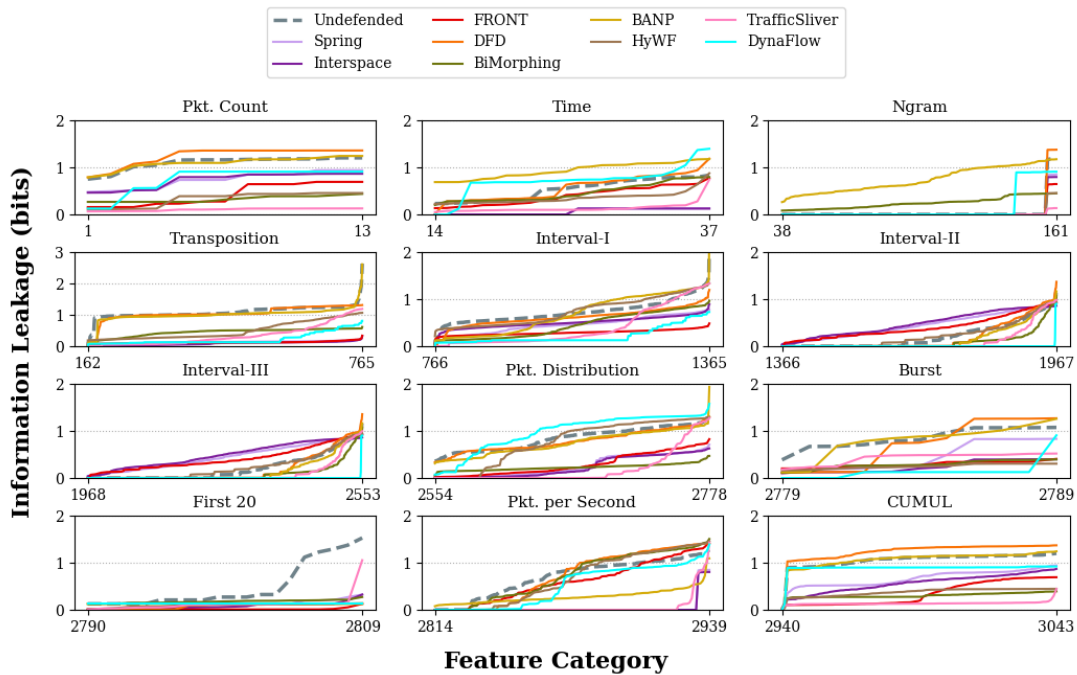 Undefended FRONT BANP TrafficSliver
Spring DFD HyWF DynaFlow
Interspace BiMorphing
Pkt. Count Time Ngram
2 2 2
1 1 1
0 0 0
1 13 14 37 38 161
Transposition Interval-I Interval-II
3 2 2
2
1 1 1
0 0 0
162 765 766 1365 1366 1967
Interval-III Pkt. Distribution Burst
2 2 2
1 1 1
0 0 0
1968 2553 2554 2778 2779 2789
First 20 Pkt. per Second CUMUL
2 2 2
1 1 1
0 0 0
2790 2809 2814 2939 2940 3043
Information Leakage (bits)
Feature Category